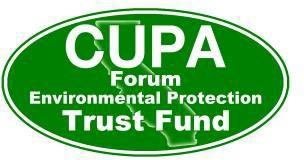 CUPA
Forum
Environmental Protection
Trust Fund